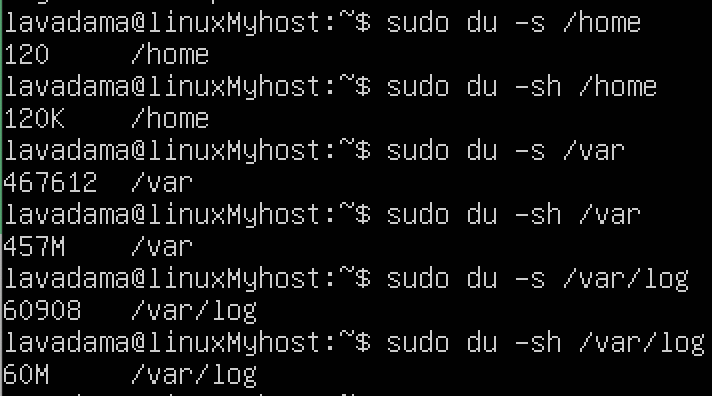 lavadama@linuxMyhost:~$ sudo du -s /home
120 /home
lavadama@linuxMyhost:~$ sudo du -sh /home
120K /home
lavadama@linuxMyhost:~$ sudo du -s /var
467612 /var
lavadama@linuxMyhost:~$ sudo du -sh /var
457M /var
lavadama@linuxMyhost:~$ sudo du -s /var/log
60908 /var/log
lavadama@linuxMyhost:~$ sudo du -sh /var/log
60M /var/log